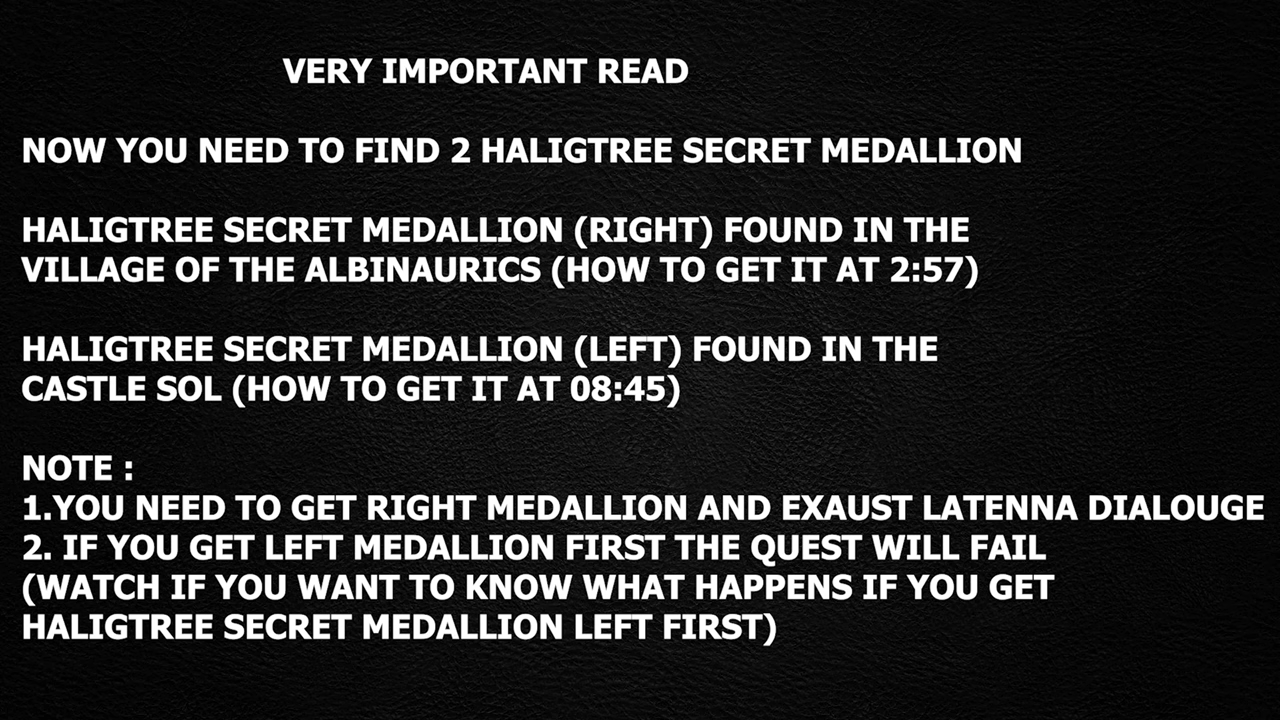 VERY IMPORTANT READ
NOW YOU NEED TO FIND 2 HALIGTREE SECRET MEDALLION
HALIGTREE SECRET MEDALLION (RIGHT) FOUND IN THE
VILLAGE OF THE ALBINAURICS (HOW TO GET IT AT 2:57)
HALIGTREE SECRET MEDALLION (LEFT) FOUND IN THE
CASTLE SOL (HOW TO GET IT AT 08:45)
NOTE :
1.YOU NEED TO GET RIGHT MEDALLION AND EXAUST LATENNA DIALOUGE
2. IF YOU GET LEFT MEDALLION FIRST THE QUEST WILL FAIL
(WATCH IF YOU WANT TO KNOW WHAT HAPPENS IF YOU GET
HALIGTREE SECRET MEDALLION LEFT FIRST)